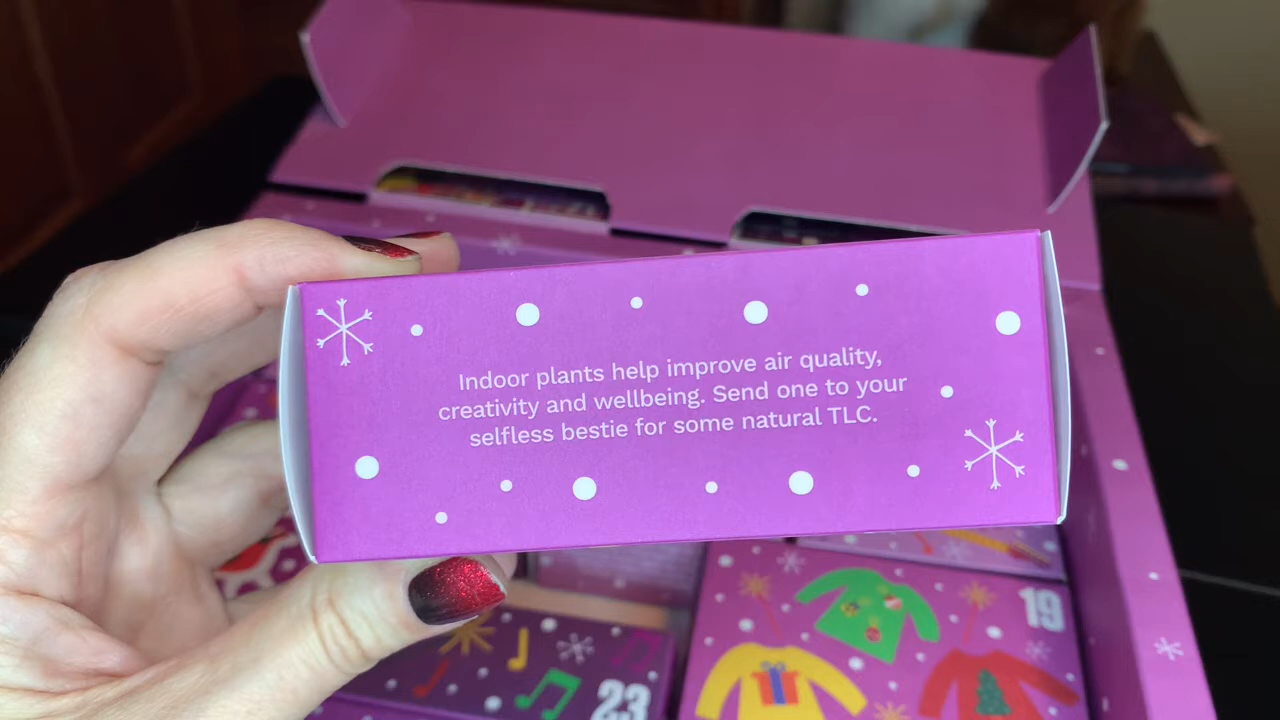 Indoor plants help improve air quality,
creativity and wellbeing. Send one to your
selfless bestie for some natural TLC.
19
23